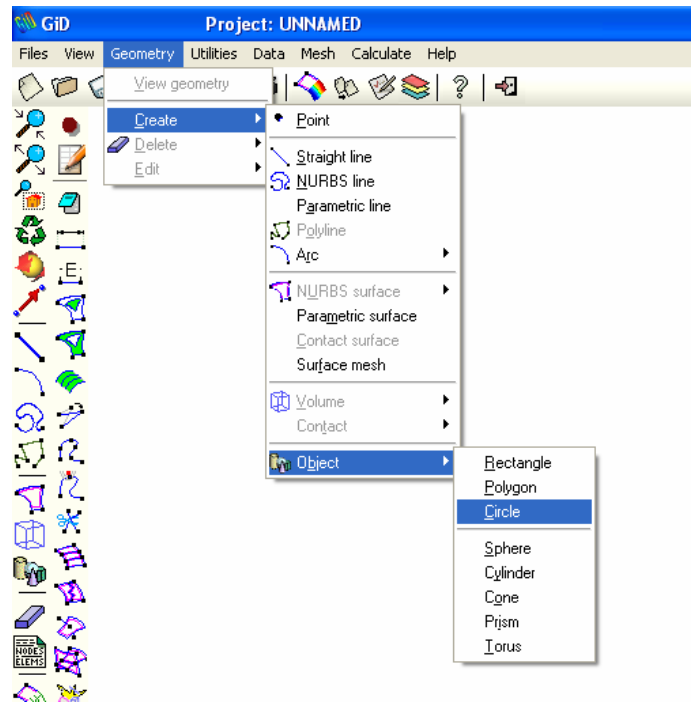 GiD Project: UNNAMED
Files View Geometry Utilities Data Mesh Calculate Help
View geometry
Create
Delete
Edit
Point
Straight line
NURBS line
Parametric line
Polyline
Arc
NURBS surface
Parametric surface
Contact surface
Surface mesh
Volume
Contact
Object
Rectangle
Polygon
Circle
Sphere
Cylinder
Cone
Prism
Torus
:E:
NODES
ELEMS